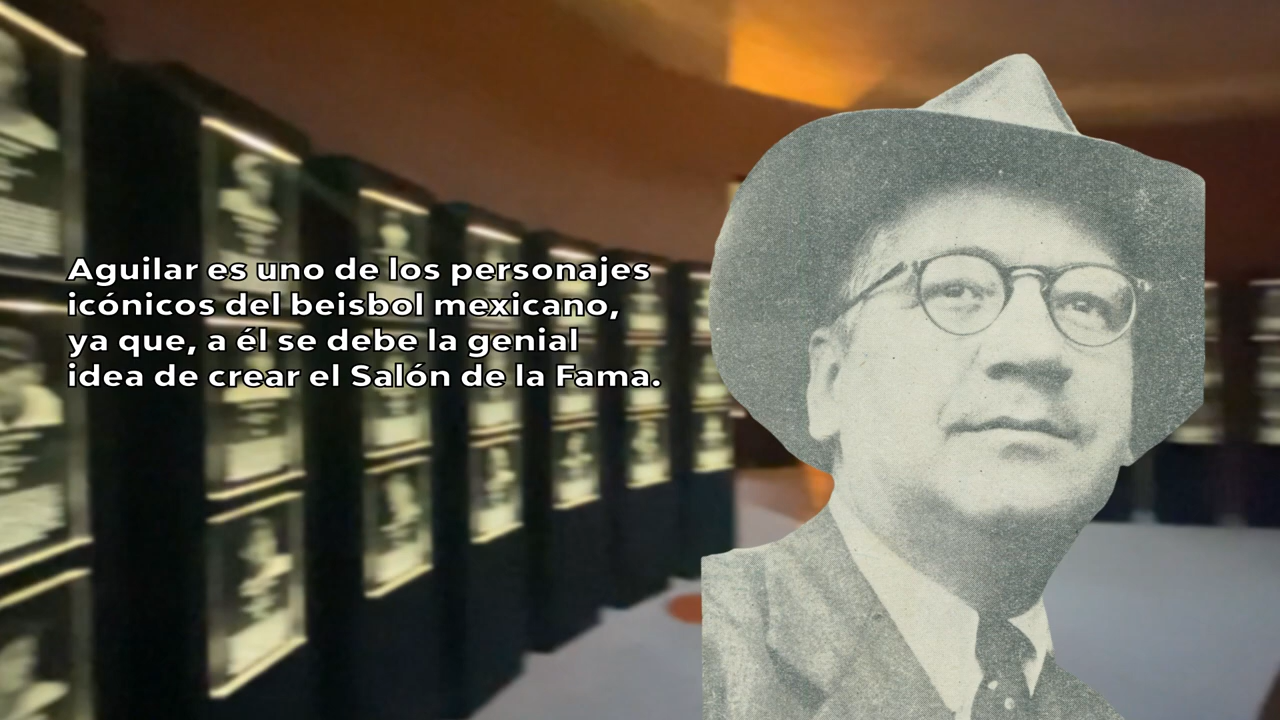 Aguilar es uno de los personajes
icónicos del beisbol mexicano,
ya que, a él se debe la genial
idea de crear el Salón de la Fama.